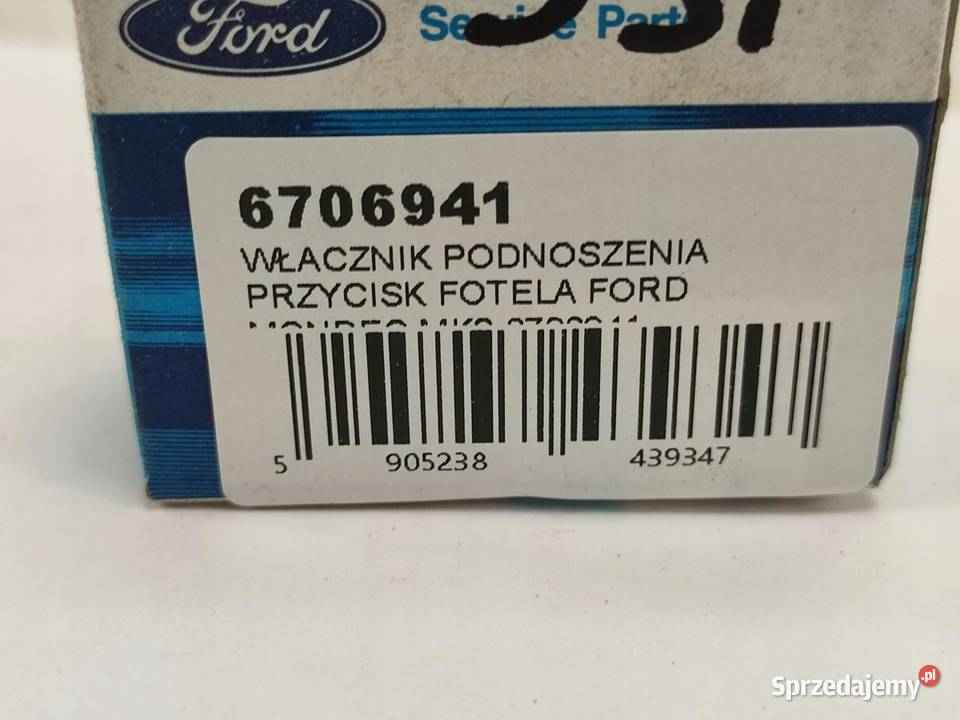 Ford
Service Parts
6706941
WŁACZNIK PODNOSZENIA
PRZYCISK FOTELA FORD
5 905238 439347
Sprzedajemy.pl